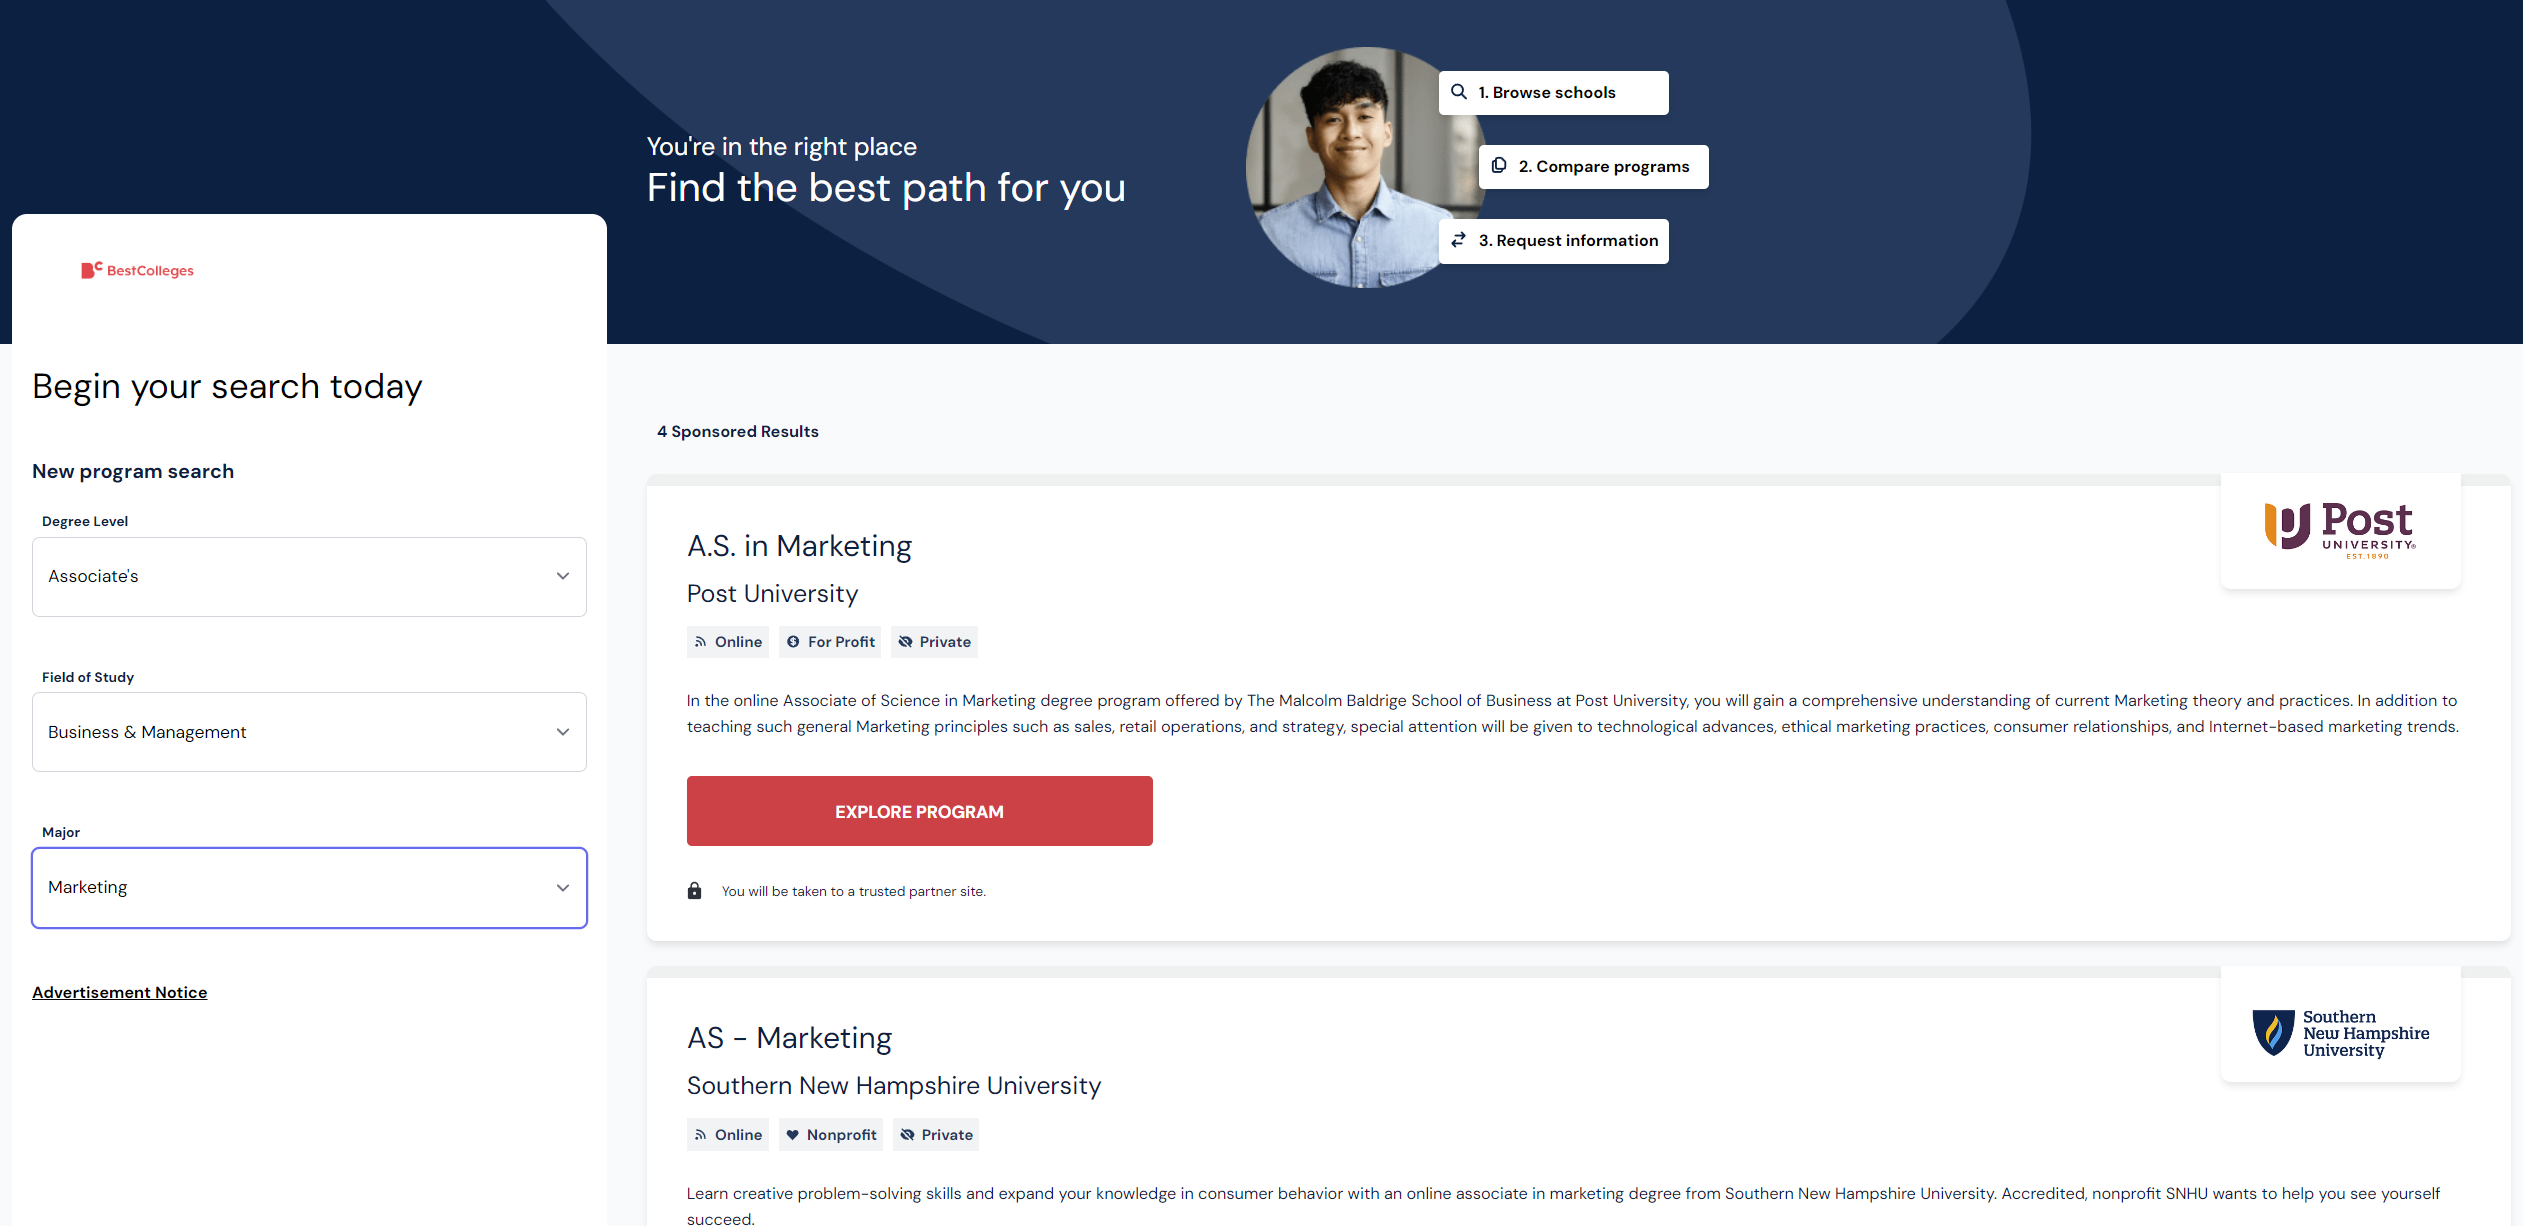 You're in the right place
Find the best path for you
1. Browse schools
2. Compare programs
3. Request information
BestColleges
Begin your search today
New program search
Degree Level
Associate's
Field of Study
Business & Management
Major
Marketing
Advertisement Notice
4 Sponsored Results
A.S. in Marketing
Post University
Online
For Profit
Private
In the online Associate of Science in Marketing degree program offered by The Malcolm Baldrige School of Business at Post University, you will gain a comprehensive understanding of current Marketing theory and practices. In addition to
teaching such general Marketing principles such as sales, retail operations, and strategy, special attention will be given to technological advances, ethical marketing practices, consumer relationships, and Internet-based marketing trends.
EXPLORE PROGRAM
You will be taken to a trusted partner site.
Post
UNIVERSITY®
EST.1890
AS - Marketing
Southern New Hampshire University
Online
Nonprofit
Private
Learn creative problem-solving skills and expand your knowledge in consumer behavior with an online associate in marketing degree from Southern New Hampshire University. Accredited, nonprofit SNHU wants to help you see yourself
succeed.
Southern
New Hampshire
University